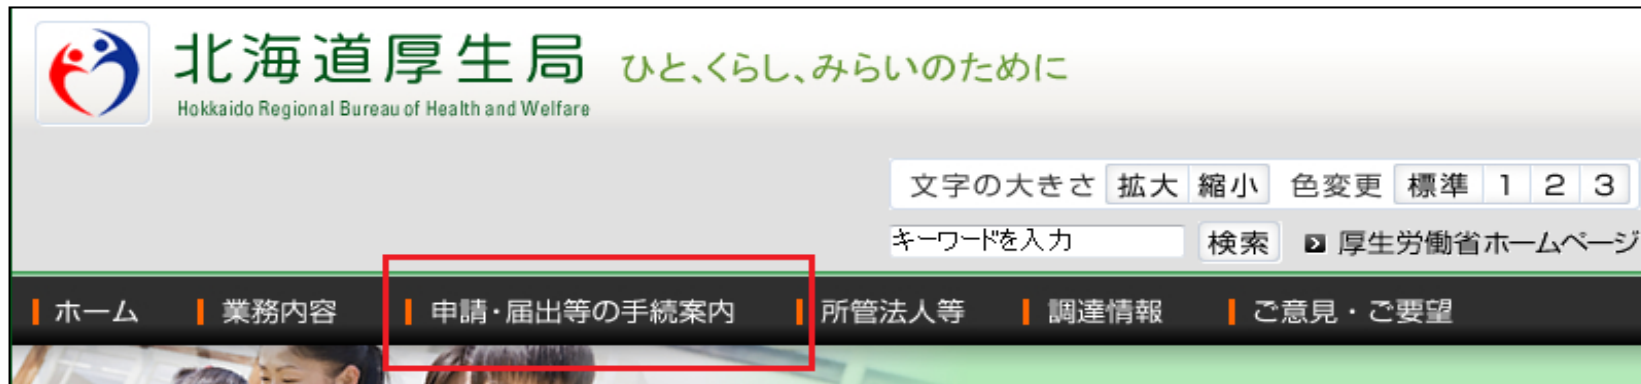 北海道厚生局 ひと、くらし、みらいのために
Hokkaido Regional Bureau of Health and Welfare
文字の大きさ 拡大 縮小 色変更 標準 1 2 3
キーワードを入力 検索 厚生労働省ホームページ
ホーム 業務内容 申請・届出等の手続案内 所管法人等 調達情報 ご意見・ご要望